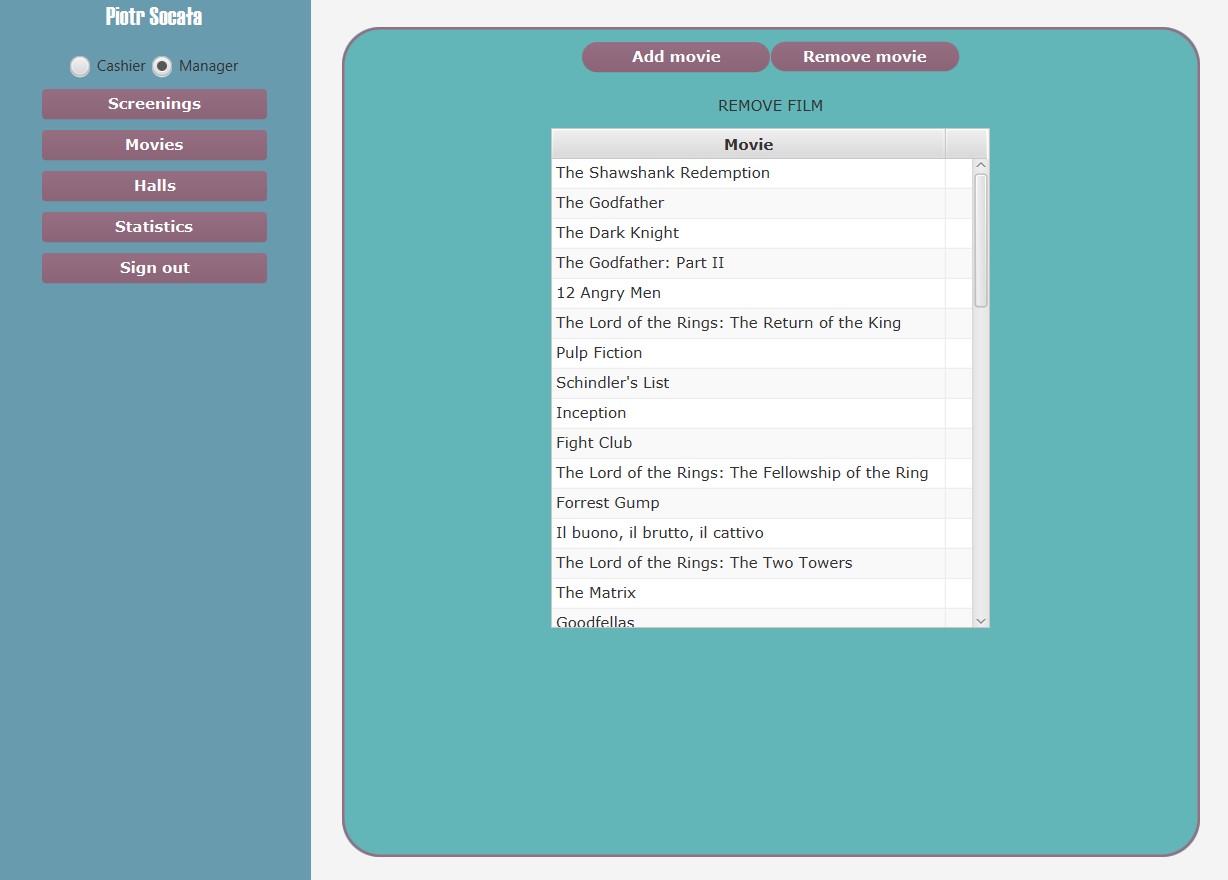 Piotr Socała
Cashier Manager
Screenings
Movies
Halls
Statistics
Sign out
Add movie Remove movie
REMOVE FILM
Movie
The Shawshank Redemption
The Godfather
The Dark Knight
The Godfather: Part II
12 Angry Men
The Lord of the Rings: The Return of the King
Pulp Fiction
Schindler's List
Inception
Fight Club
The Lord of the Rings: The Fellowship of the Ring
Forrest Gump
Il buono, il brutto, il cattivo
The Lord of the Rings: The Two Towers
The Matrix
Goodfellas